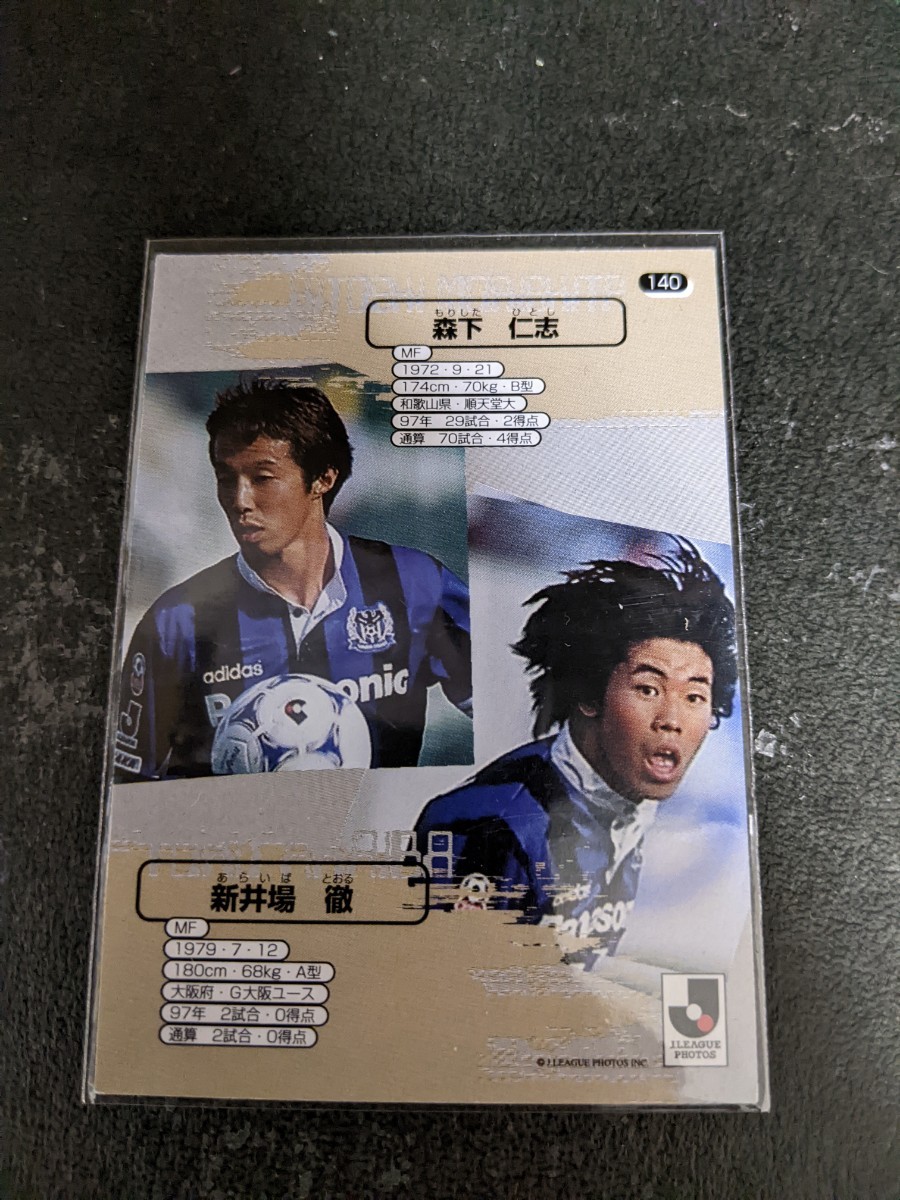 140
もりした ひとし
森下 仁志
MF
1972・9・21
174cm・70kg・B型
和歌山県・順天堂大
97年 29試合・2得点
通算 70試合・4得点
adidas
onic
あらいば とおる
新井場 徹
MF
1979・7・12
180cm・68kg・A型
大阪府・G大阪ユース
97年 2試合・0得点
通算 2試合・0得点
© J.LEAGUE PHOTOS INC.
J.LEAGUE
PHOTOS